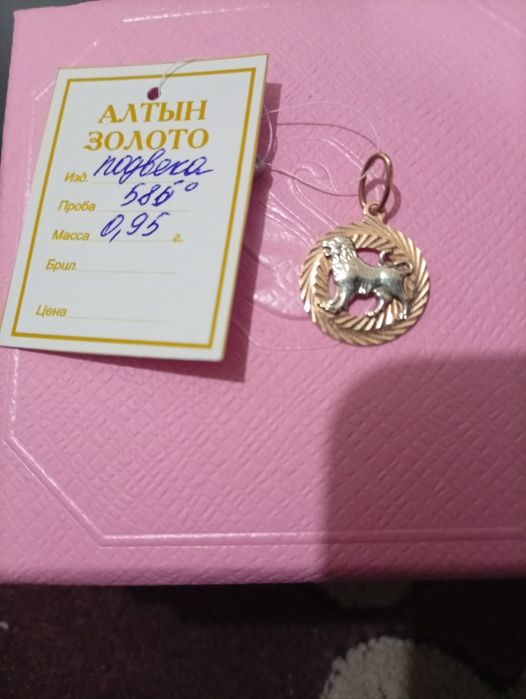 АЛТЫН
ЗОЛОТО
Изд. подвеска
Проба 585°
Масса 0,95 г.
Брил.
Цена